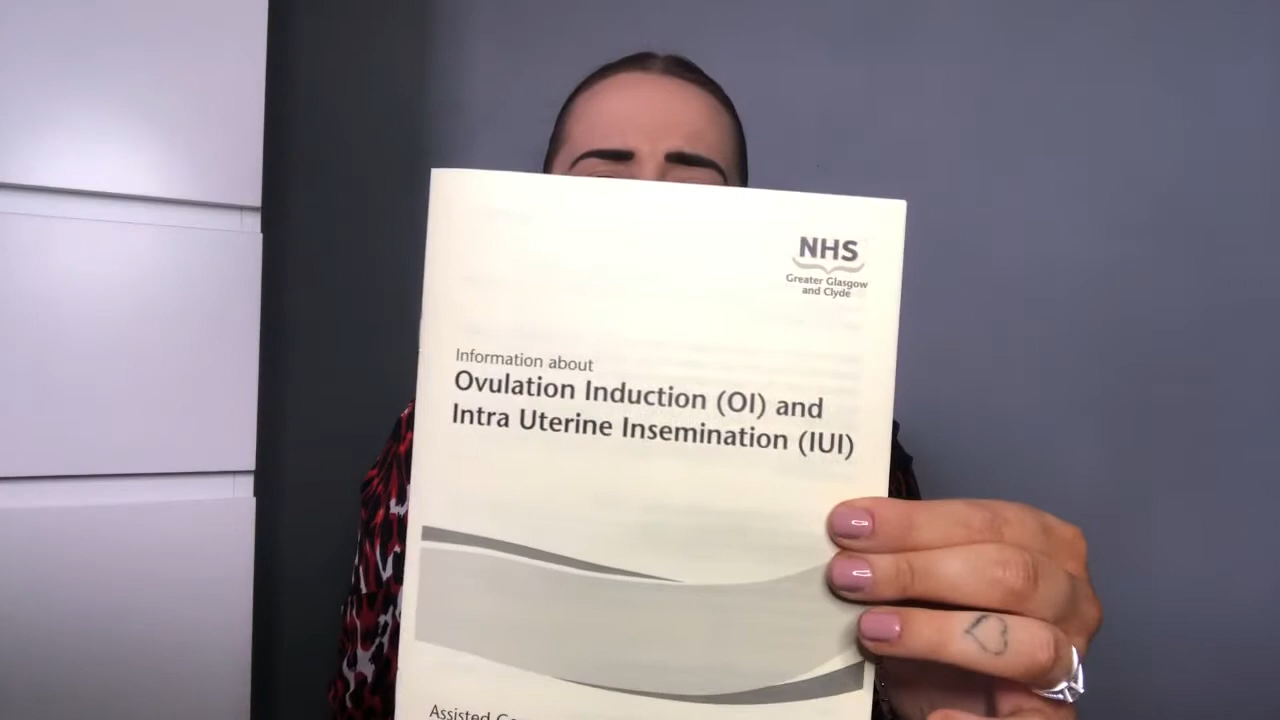 NHS
Greater Glasgow
and Clyde
Information about
Ovulation Induction (OI) and
Intra Uterine Insemination (IUI)
Assisted